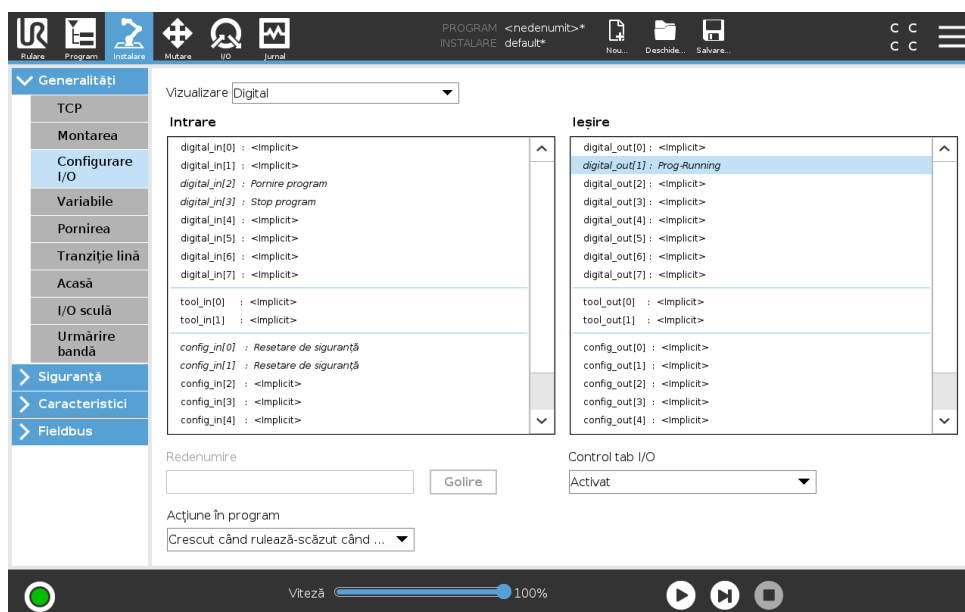 UR
Rulare
Program
Instalare
Mutare
I/O
Jurnal
PROGRAM <nedenumit>*
INSTALARE default*
Nou...
Deschide...
Salvare...
C C
C C
Generalități
TCP
Montarea
Configurare
I/O
Variabile
Pornirea
Tranziție lină
Acasă
I/O sculă
Urmărire
bandă
Siguranță
Caracteristici
Fieldbus
Vizualizare Digital
Intrare
digital_in[0] : <Implicit>
digital_in[1] : <Implicit>
digital_in[2] : Pornire program
digital_in[3] : Stop program
digital_in[4] : <Implicit>
digital_in[5] : <Implicit>
digital_in[6] : <Implicit>
digital_in[7] : <Implicit>
tool_in[0] : <Implicit>
tool_in[1] : <Implicit>
config_in[0] : Resetare de siguranță
config_in[1] : Resetare de siguranță
config_in[2] : <Implicit>
config_in[3] : <Implicit>
config_in[4] : <Implicit>
Ieșire
digital_out[0] : <Implicit>
digital_out[1] : Prog-Running
digital_out[2] : <Implicit>
digital_out[3] : <Implicit>
digital_out[4] : <Implicit>
digital_out[5] : <Implicit>
digital_out[6] : <Implicit>
digital_out[7] : <Implicit>
tool_out[0] : <Implicit>
tool_out[1] : <Implicit>
config_out[0] : <Implicit>
config_out[1] : <Implicit>
config_out[2] : <Implicit>
config_out[3] : <Implicit>
config_out[4] : <Implicit>
Redenumire
Golire
Control tab I/O
Activat
Acțiune în program
Crescut când rulează-scăzut când ...
Viteză 100%